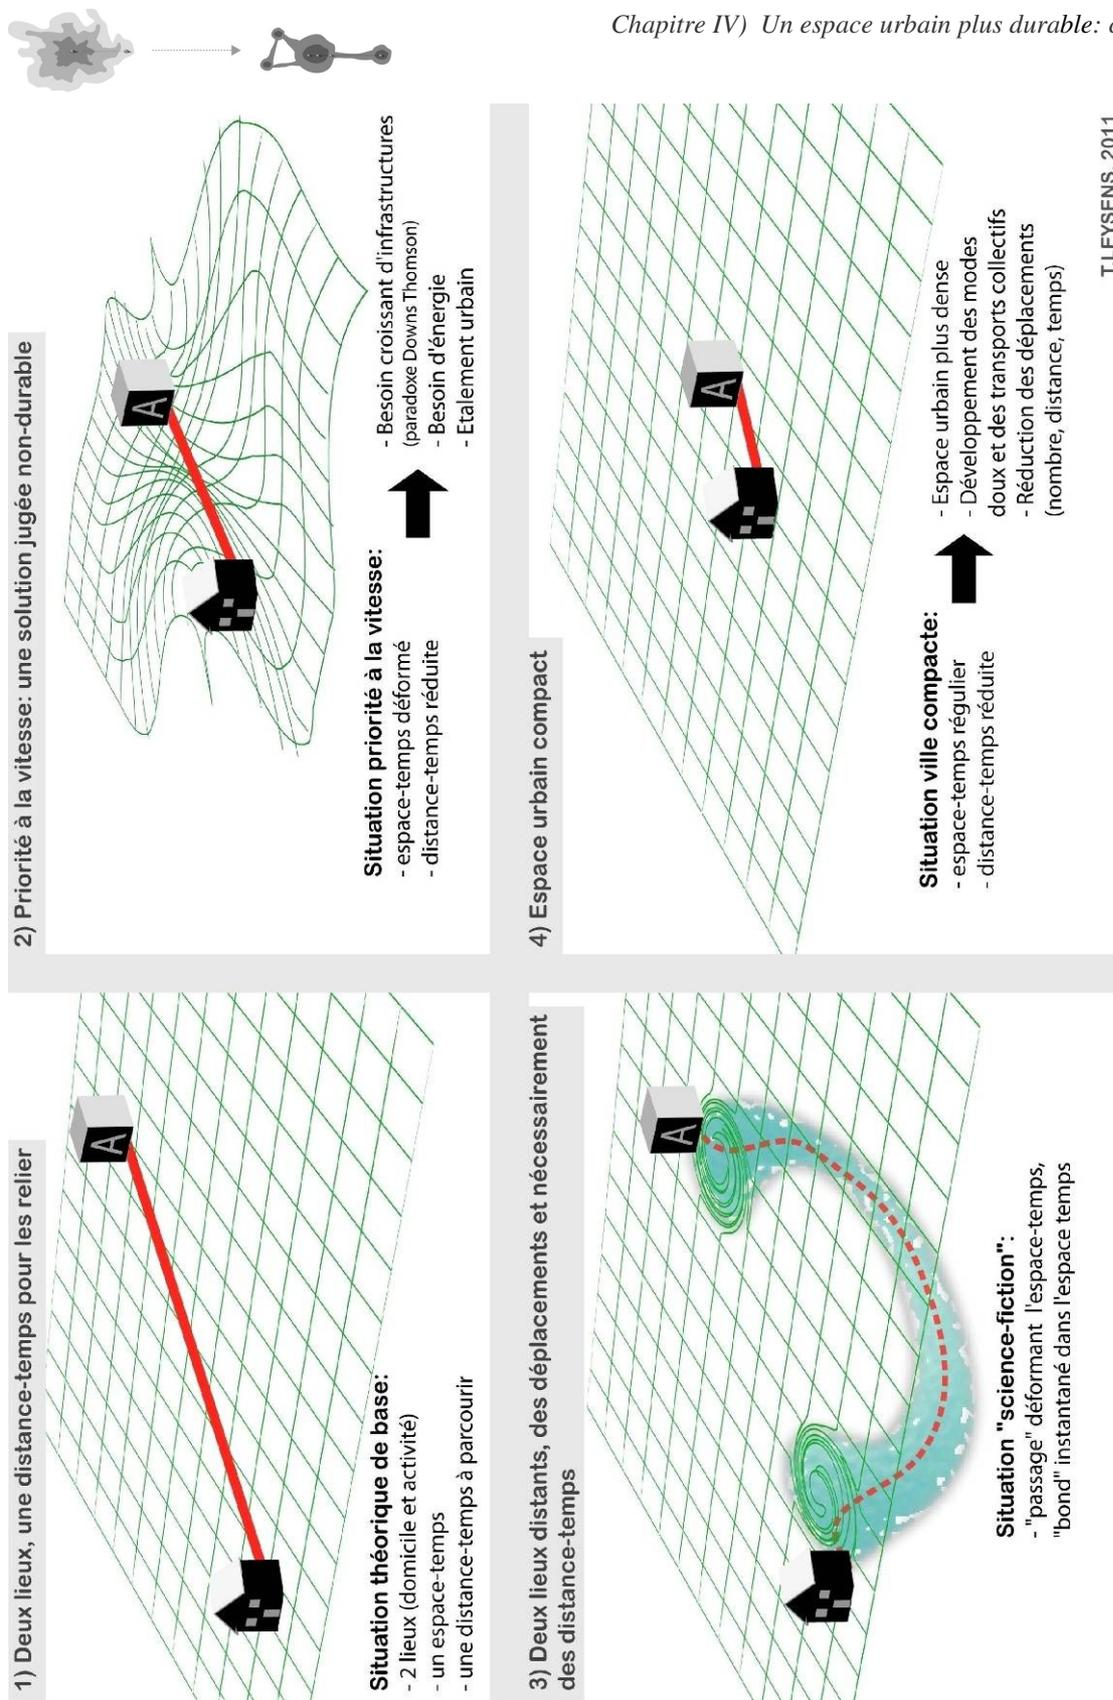 Chapitre IV) Un espace urbain plus durable:
1) Deux lieux, une distance-temps pour les relier
A
Situation théorique de base:
- 2 lieux (domicile et activité)
- un espace-temps
- une distance-temps à parcourir
2) Priorité à la vitesse: une solution jugée non-durable
A
Situation priorité à la vitesse:
- espace-temps déformé
- distance-temps réduite
- Besoin croissant d'infrastructures
(paradoxe Downs Thomson)
- Besoin d'énergie
- Etalement urbain
3) Deux lieux distants, des déplacements et nécessairement
des distance-temps
A
Situation "science-fiction":
- "passage" déformant l'espace-temps,
"bond" instantané dans l'espace temps
4) Espace urbain compact
A
Situation ville compacte:
- espace-temps régulier
- distance-temps réduite
- Espace urbain plus dense
- Développement des modes
doux et des transports collectifs
- Réduction des déplacements
(nombre, distance, temps)
T.LEYSENS, 2011